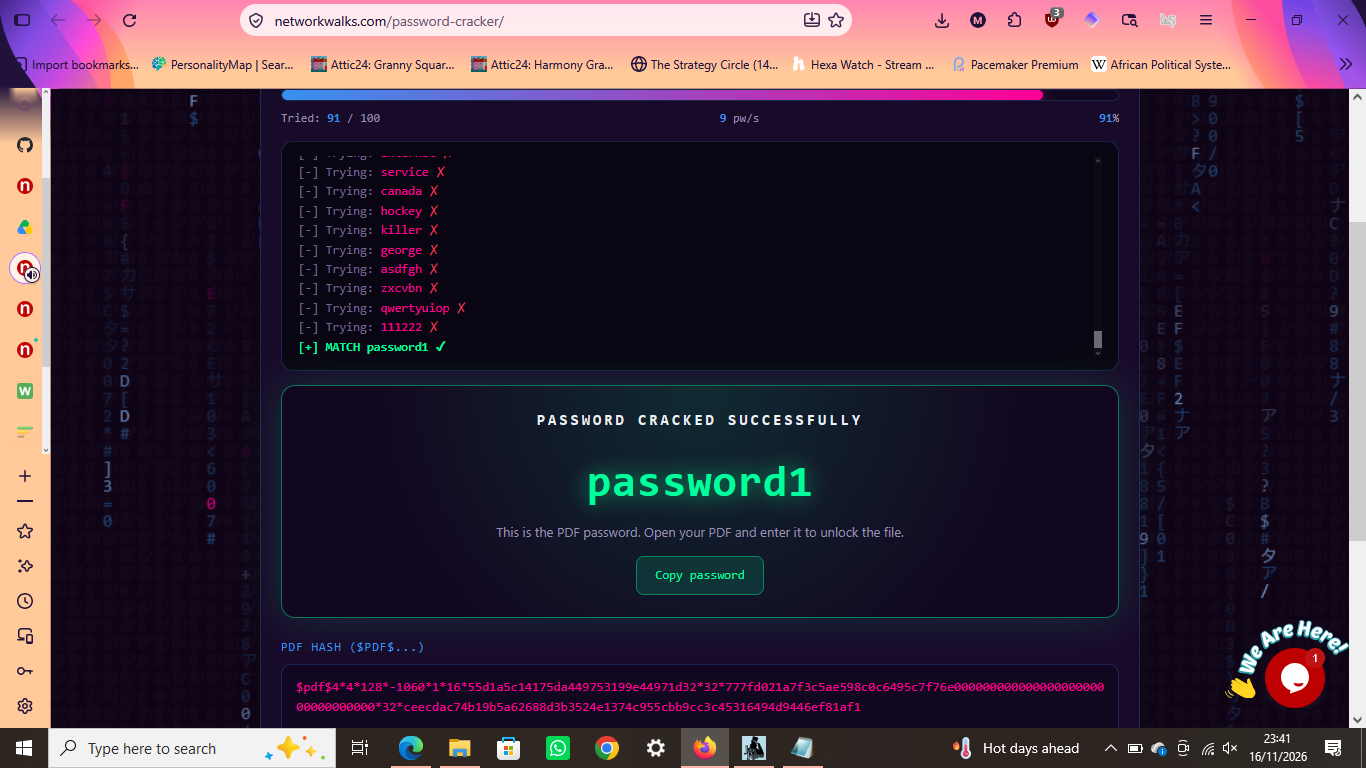 networkwalks.com/password-cracker/
3
Import bookmarks...
PersonalityMap | Sear...
Attic24: Granny Squar...
Attic24: Harmony Gra...
The Strategy Circle (14...
Hexa Watch - Stream ...
Pacemaker Premium
African Political Syste...
Tried: 91 / 100
9 pw/s
91%
[-] Trying: service ✗
[-] Trying: canada ✗
[-] Trying: hockey ✗
[-] Trying: killer ✗
[-] Trying: george ✗
[-] Trying: asdfgh ✗
[-] Trying: zxcvbn ✗
[-] Trying: qwertyuiop ✗
[-] Trying: 111222 ✗
[+] MATCH password1 ✓
PASSWORD CRACKED SUCCESSFULLY
password1
This is the PDF password. Open your PDF and enter it to unlock the file.
Copy password
PDF HASH ($PDF$...)
$pdf$4*4*128*-1060*1*16*55d1a5c14175da449753199e44971d32*32*777fd021a7f3c5ae598c0c6495c7f76e0000000000000000000000
0000000000*32*ceecdac74b19b5a62688d3b3524e1374c955cbb9cc3c45316494d9446ef81af1
We Are Here!
1
Type here to search
Hot days ahead
23:41
16/11/2026